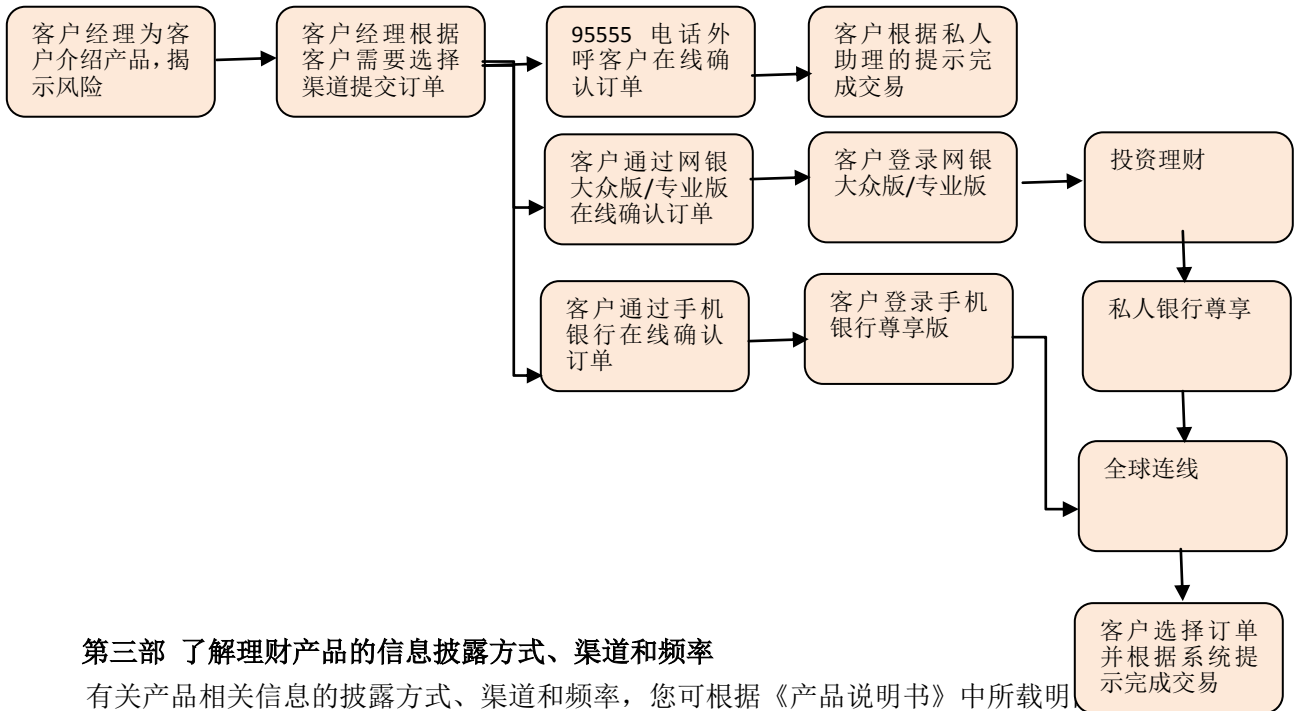 客户经理为客
户介绍产品，揭
示风险
客户经理根据
客户需要选择
渠道提交订单
95555 电话外
呼客户在线确
认订单
客户根据私人
助理的提示完
成交易
客户通过网银
大众版/专业版
在线确认订单
客户登录网银
大众版/专业版
投资理财
客户通过手机
银行在线确认
订单
客户登录手机
银行尊享版
私人银行尊享
全球连线
客户选择订单
并根据系统提
示完成交易
第三部 了解理财产品的信息披露方式、渠道和频率
有关产品相关信息的披露方式、渠道和频率，您可根据《产品说明书》中所载明